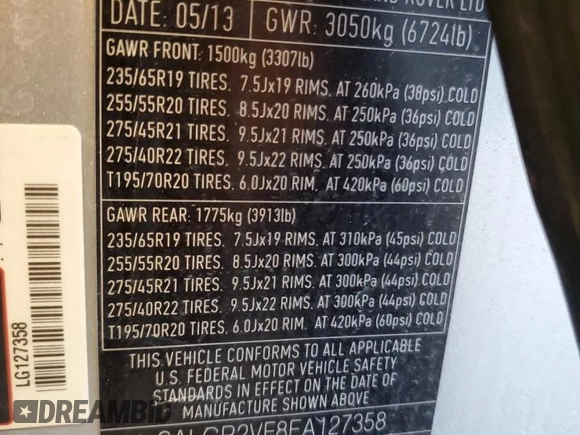 ROVER LTD
DATE: 05/13 GWR: 3050kg (6724lb)
GAWR FRONT: 1500kg (3307lb)
235/65R19 TIRES, 7.5Jx19 RIMS, AT 260kPa (38psi) COLD
255/55R20 TIRES, 8.5Jx20 RIMS, AT 250kPa (36psi) COLD
275/45R21 TIRES, 9.5Jx21 RIMS, AT 250kPa (36psi) COLD
275/40R22 TIRES, 9.5Jx22 RIMS, AT 250kPa (36psi) COLD
T195/70R20 TIRES, 6.0Jx20 RIM, AT 420kPa (60psi) COLD
GAWR REAR: 1775kg (3913lb)
235/65R19 TIRES, 7.5Jx19 RIMS, AT 310kPa (45psi) COLD
255/55R20 TIRES, 8.5Jx20 RIMS, AT 300kPa (44psi) COLD
275/45R21 TIRES, 9.5Jx21 RIMS, AT 300kPa (44psi) COLD
275/40R22 TIRES, 9.5Jx22 RIMS, AT 300kPa (44psi) COLD
T195/70R20 TIRES, 6.0Jx20 RIM, AT 420kPa (60psi) COLD
THIS VEHICLE CONFORMS TO ALL APPLICABLE
U.S. FEDERAL MOTOR VEHICLE SAFETY
STANDARDS IN EFFECT ON THE DATE OF
MANUFACTURE SHOWN ABOVE
SALGR2VF8EA127358
LG127358
EPICVIN.COM